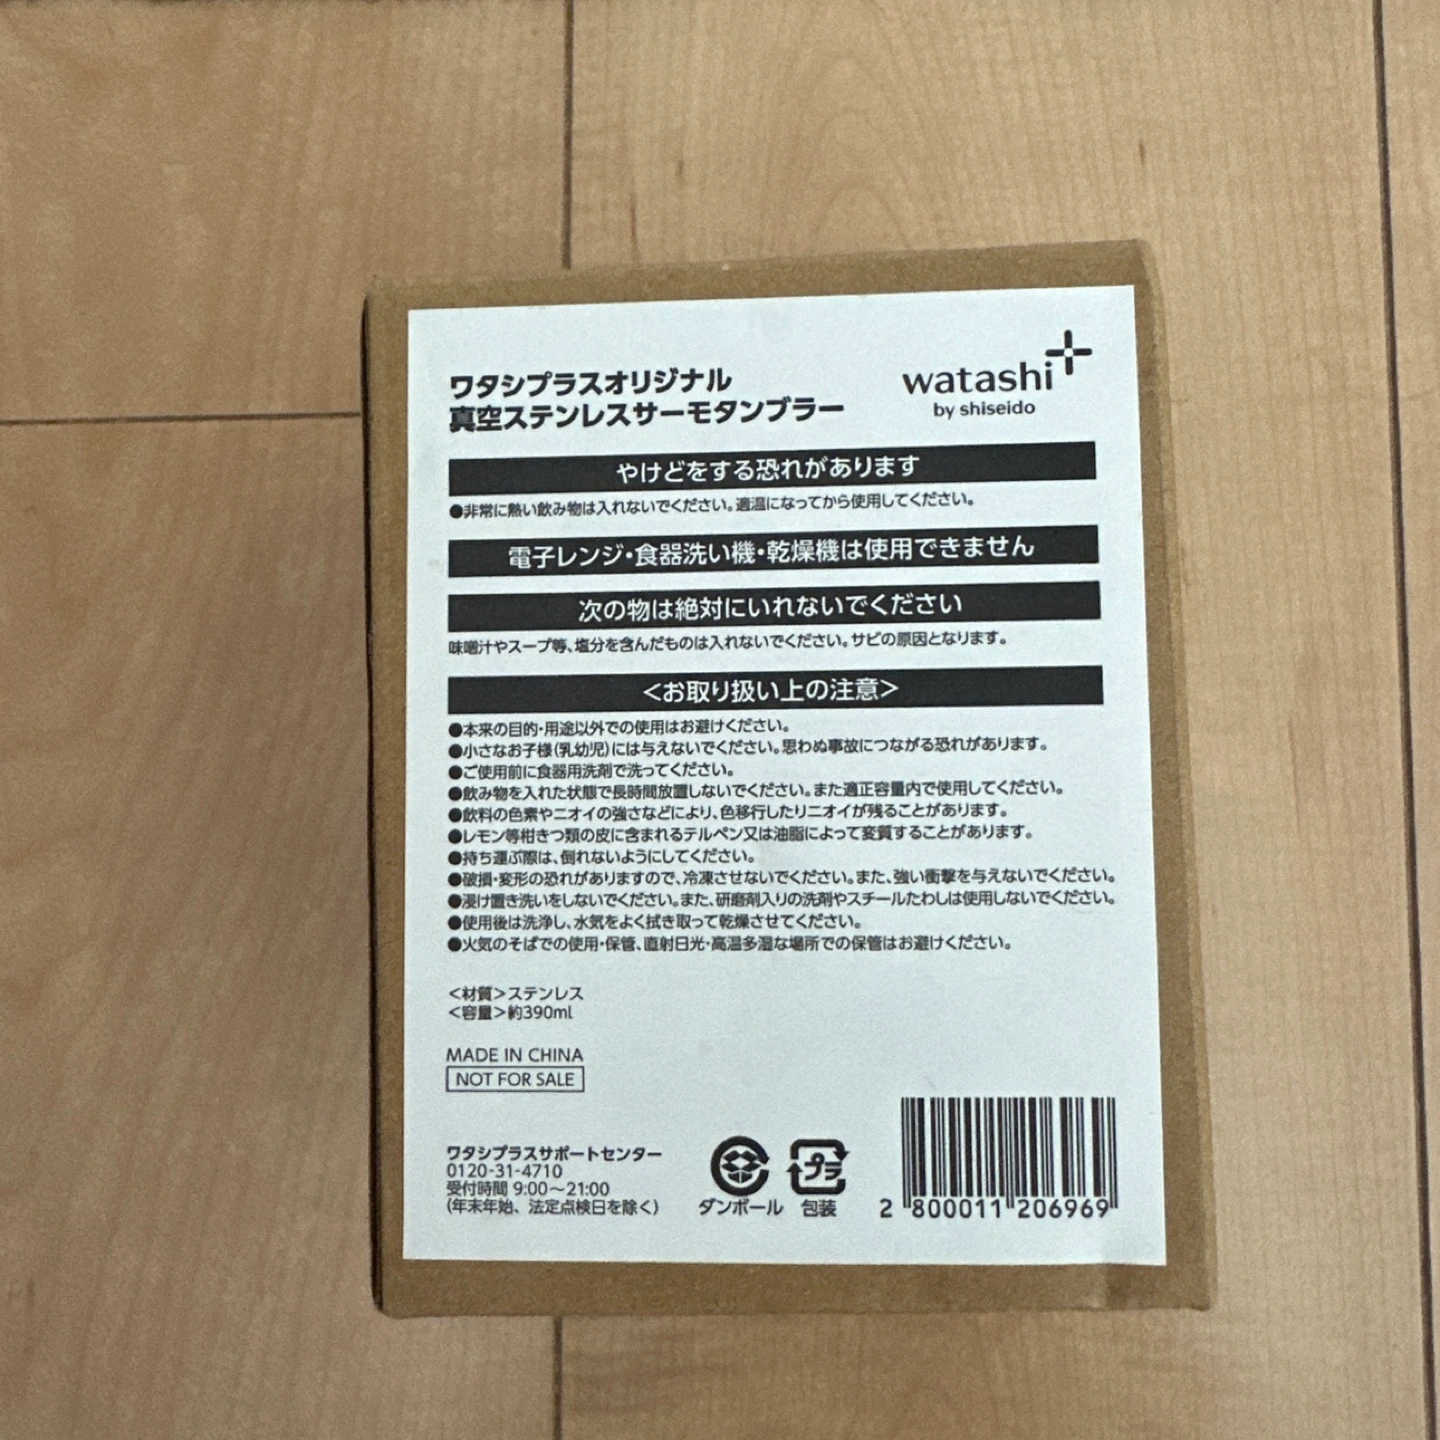 ワタシプラスオリジナル
真空ステンレスサーモタンブラー
watashi+
by shiseido
やけどをする恐れがあります
●非常に熱い飲み物は入れないでください。適温になってから使用してください。
電子レンジ・食器洗い機・乾燥機は使用できません
次の物は絶対にいれないでください
味噌汁やスープ等、塩分を含んだものは入れないでください。サビの原因となります。
<お取り扱い上の注意>
●本来の目的・用途以外での使用はお避けください。
●小さなお子様(乳幼児)には与えないでください。思わぬ事故につながる恐れがあります。
●ご使用前に食器用洗剤で洗ってください。
●飲み物を入れた状態で長時間放置しないでください。また適正容量内で使用してください。
●飲料の色素やニオイの強さなどにより、色移行したりニオイが残ることがあります。
●レモン等柑きつ類の皮に含まれるテルペン又は油脂によって変質することがあります。
●持ち運ぶ際は、倒れないようにしてください。
●破損・変形の恐れがありますので、冷凍させないでください。また、強い衝撃を与えないでください。
●浸け置き洗いをしないでください。また、研磨剤入りの洗剤やスチールたわしは使用しないでください。
●使用後は洗浄し、水気をよく拭き取って乾燥させてください。
●火気のそばでの使用・保管、直射日光・高温多湿な場所での保管はお避けください。
<材質>ステンレス
<容量>約390ml
MADE IN CHINA
NOT FOR SALE
ワタシプラスサポートセンター
0120-31-4710
受付時間 9:00～21:00
(年末年始、法定点検日を除く)
ダンボール
プラ
包装
2 800011 206969